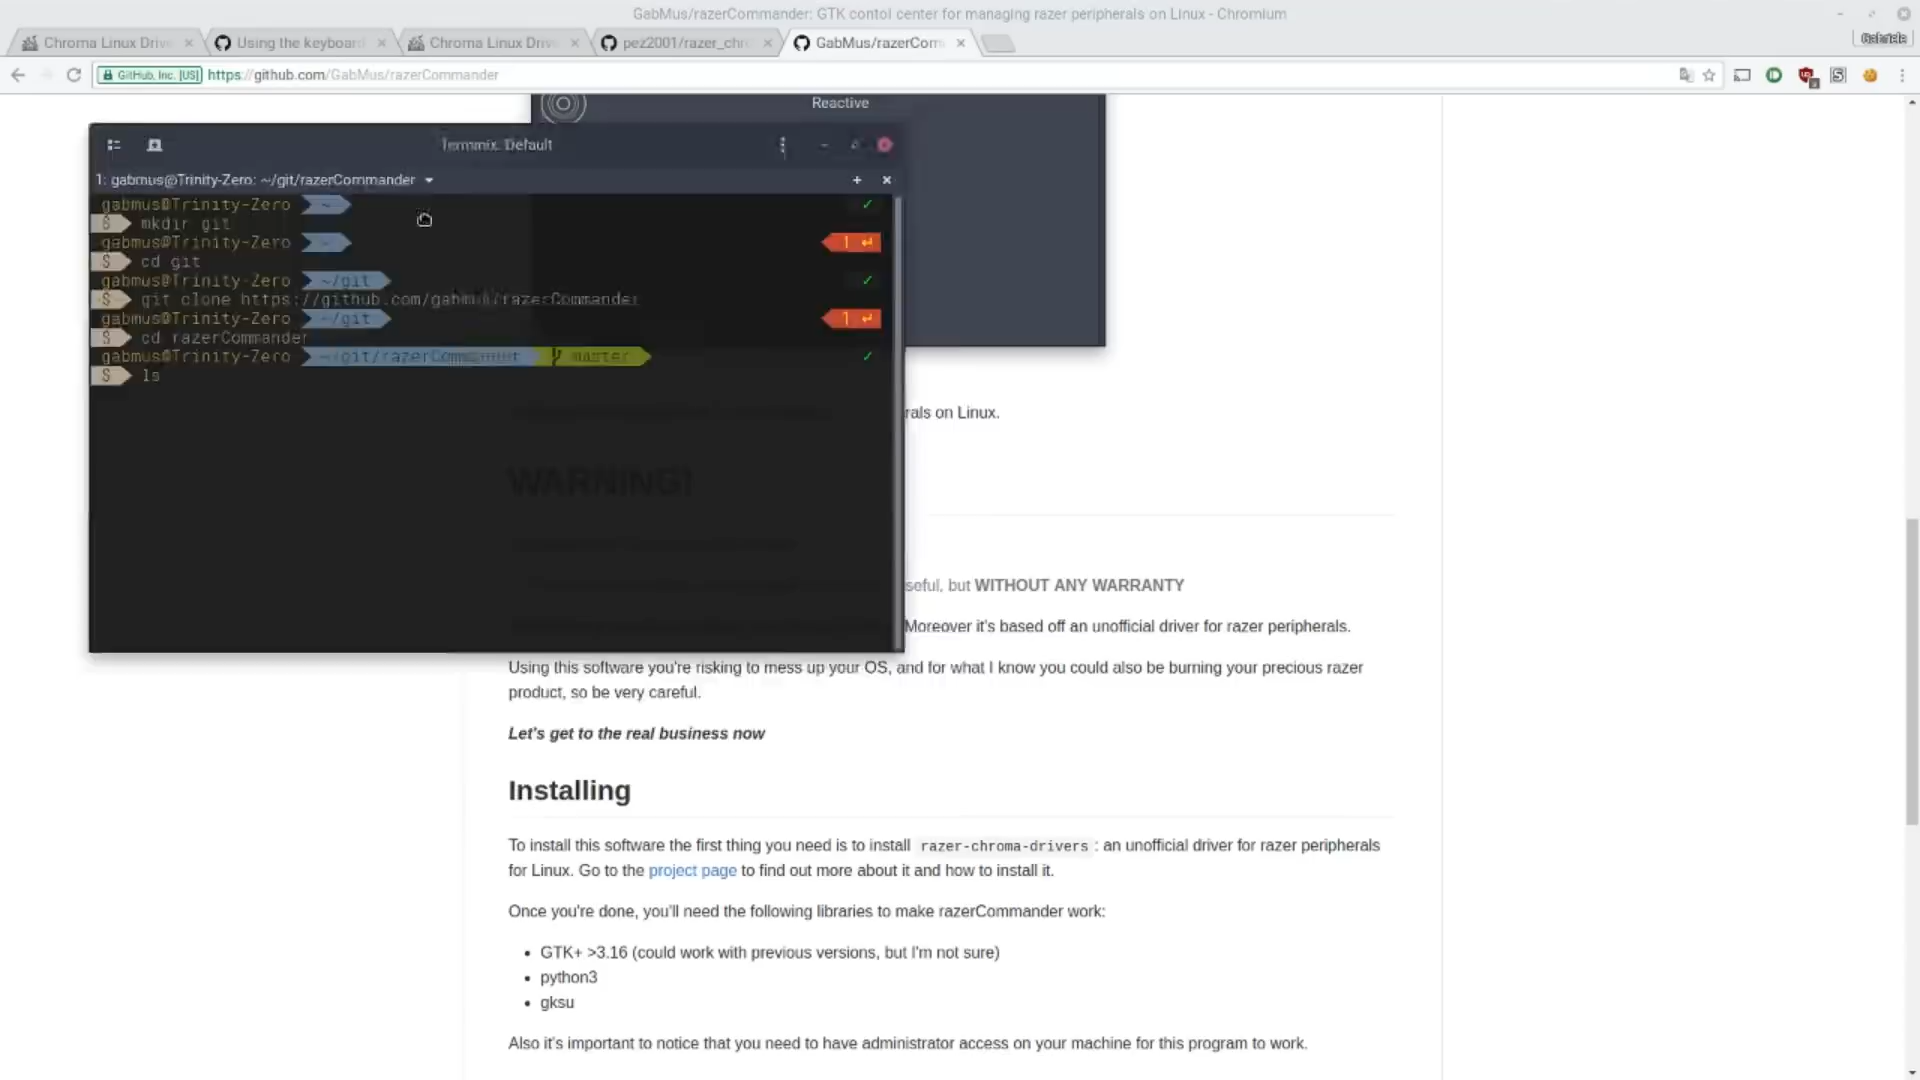 GabMus/razerCommander: GTK contol center for managing razer peripherals on Linux - Chromium
Chroma Linux Drive
Using the keyboard
Chroma Linux Driv
pez2001/razer_chr
GabMus/razerCom
Gabriele
GitHub, Inc. [US] https://github.com/GabMus/razerCommander
Reactive
Terminix: Default
1: gabmus@Trinity-Zero: ~/git/razerCommander
gabmus@Trinity-Zero ~ ✓
$ mkdir git
gabmus@Trinity-Zero ~ 1 ↵
$ cd git
gabmus@Trinity-Zero ~/git ✓
$ git clone https://github.com/gabmus/razerCommander
gabmus@Trinity-Zero ~/git 1 ↵
$ cd razerCommander
gabmus@Trinity-Zero ~/git/razerCommander master ✓
$ ls
rals on Linux.
WARNING!
seful, but WITHOUT ANY WARRANTY
Moreover it's based off an unofficial driver for razer peripherals.
Using this software you're risking to mess up your OS, and for what I know you could also be burning your precious razer
product, so be very careful.
Let's get to the real business now
Installing
To install this software the first thing you need is to install razer-chroma-drivers : an unofficial driver for razer peripherals
for Linux. Go to the project page to find out more about it and how to install it.
Once you're done, you'll need the following libraries to make razerCommander work:
• GTK+ >3.16 (could work with previous versions, but I'm not sure)
• python3
• gksu
Also it's important to notice that you need to have administrator access on your machine for this program to work.